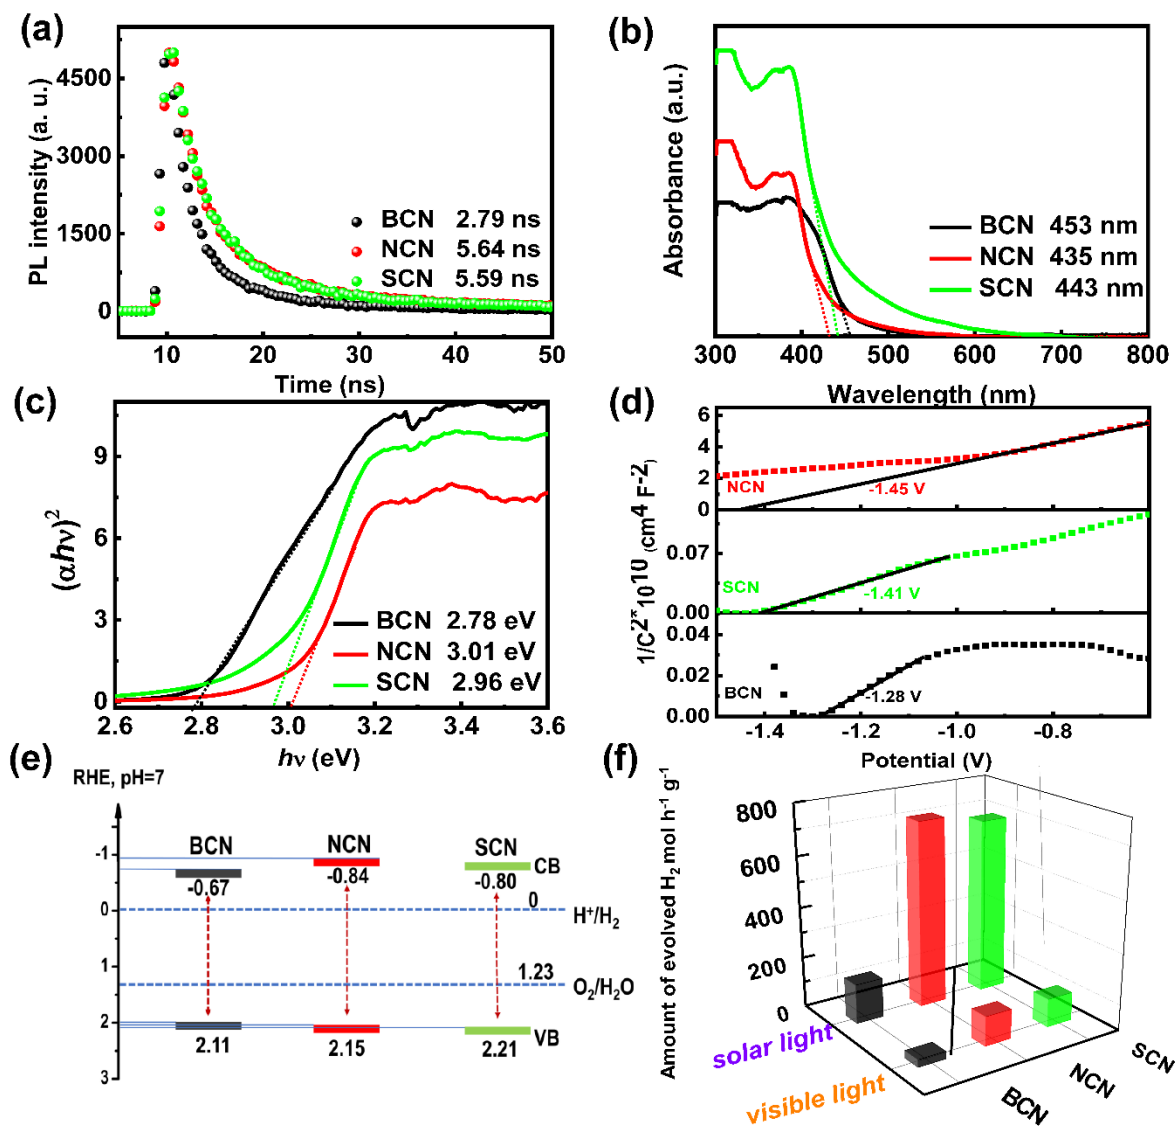 (a)
PL intensity (a. u.)
4500
3000
1500
0
BCN 2.79 ns
NCN 5.64 ns
SCN 5.59 ns
10 20 30 40 50
Time (ns)
(b)
Absorbance (a.u.)
BCN 453 nm
NCN 435 nm
SCN 443 nm
300 400 500 600 700 800
Wavelength (nm)
(c)
(αhν)²
9
6
3
0
BCN 2.78 eV
NCN 3.01 eV
SCN 2.96 eV
2.6 2.8 3.0 3.2 3.4 3.6
hν (eV)
(d)
1/C²*10¹⁰ (cm⁴ F⁻²)
6
4
2
0
NCN
-1.45 V
0.07
0.00
SCN
-1.41 V
0.04
0.02
0.00
BCN
-1.28 V
-1.4 -1.2 -1.0 -0.8
Potential (V)
(e)
RHE, pH=7
-1
0
1
2
3
BCN NCN SCN
CB
-0.67 -0.84 -0.80
0
H⁺/H₂
1.23
O₂/H₂O
VB
2.11 2.15 2.21
(f)
Amount of evolved H₂ mol h⁻¹ g⁻¹
800
600
400
200
0
solar light
visible light
BCN
NCN
SCN